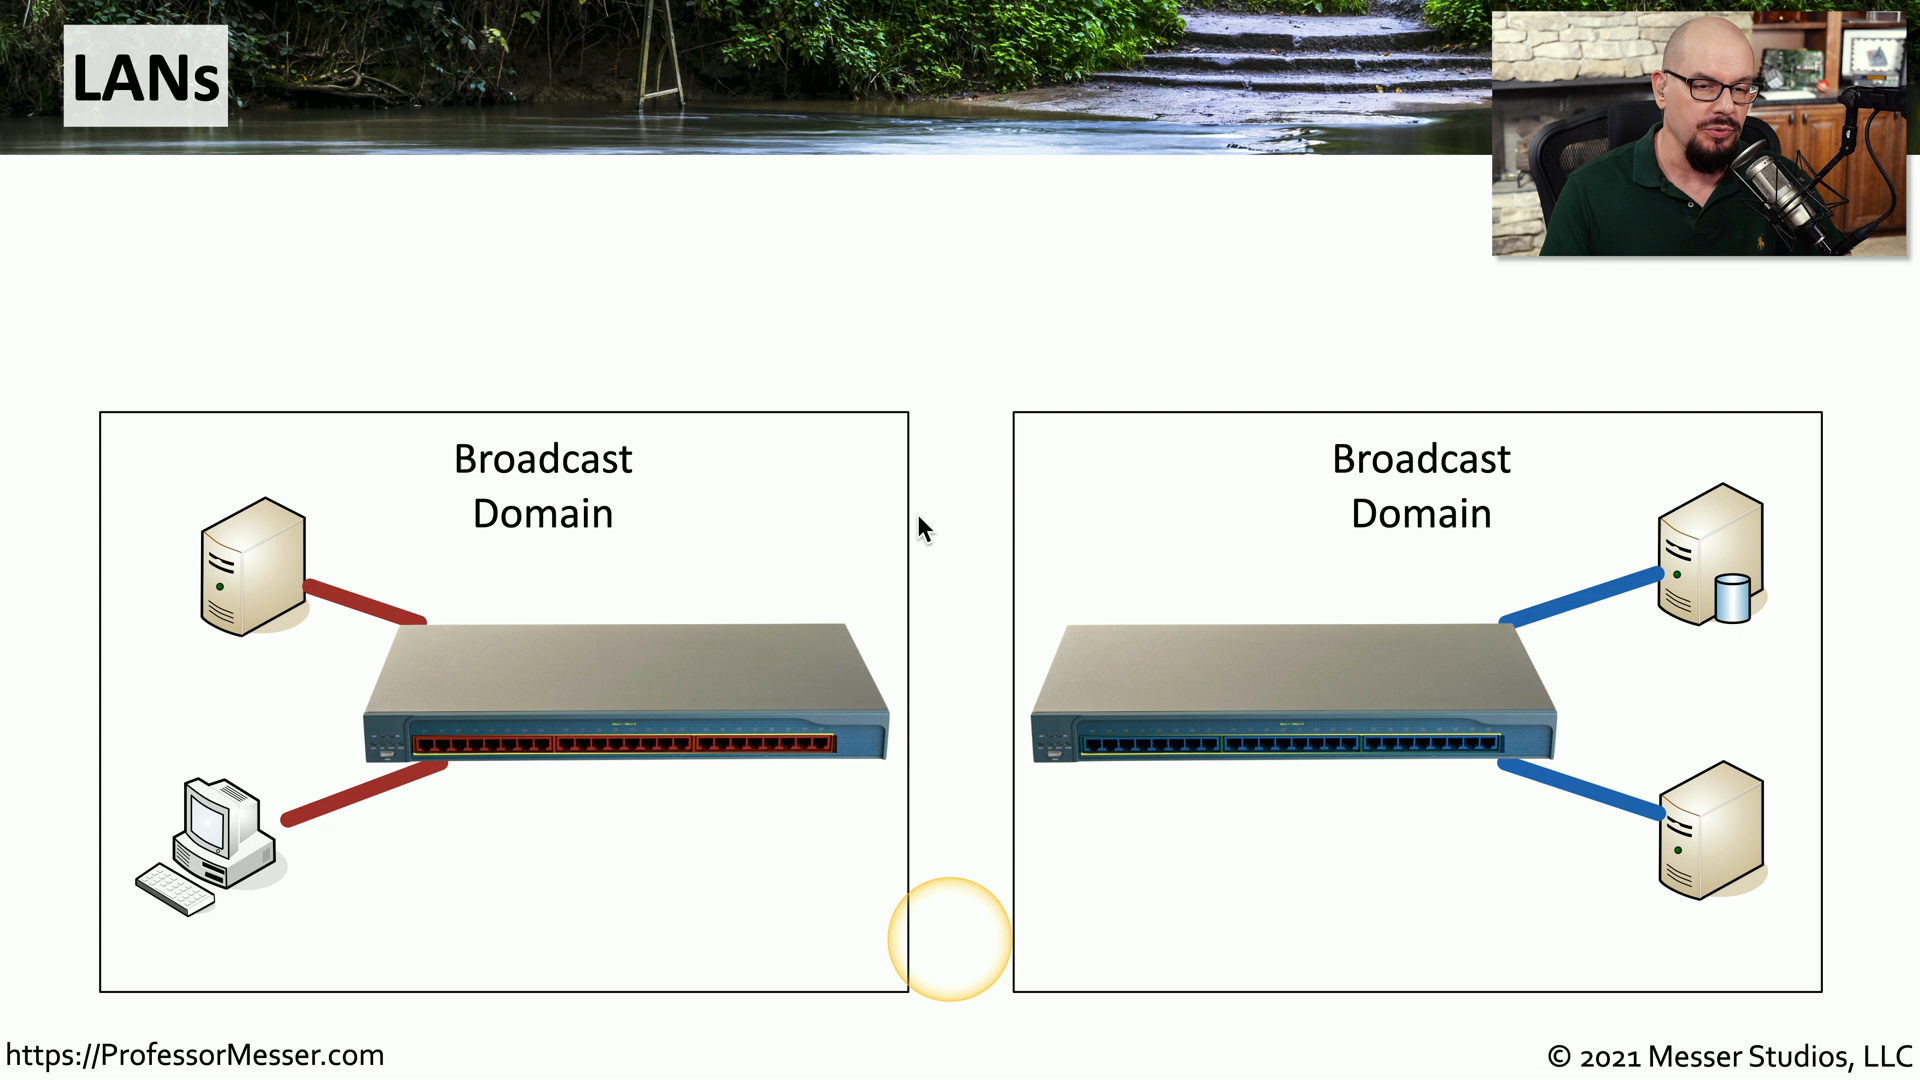 LANs
Broadcast
Domain
Broadcast
Domain
https://ProfessorMesser.com
© 2021 Messer Studios, LLC